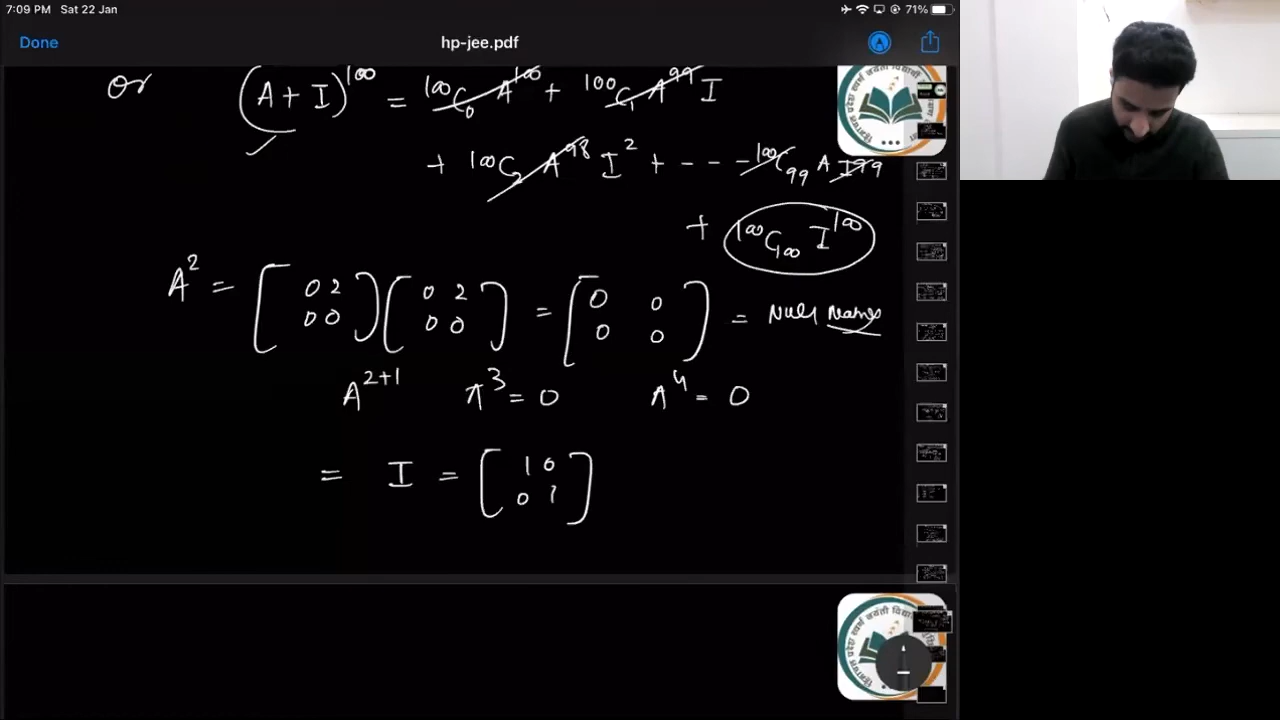 7:09 PM Sat 22 Jan 71%
Done hp-jee.pdf
or (A + I)^100 = 100C0 A^100 + 100C1 A^99 I
+ 100C2 A^98 I^2 + --- 100C99 A I^99
+ 100C100 I^100
A^2 = [0 2 0 0] [0 2 0 0] = [0 0 0 0] = Null
A^2+1 A^3 = 0 A^4 = 0
= I = [1 0 0 1]